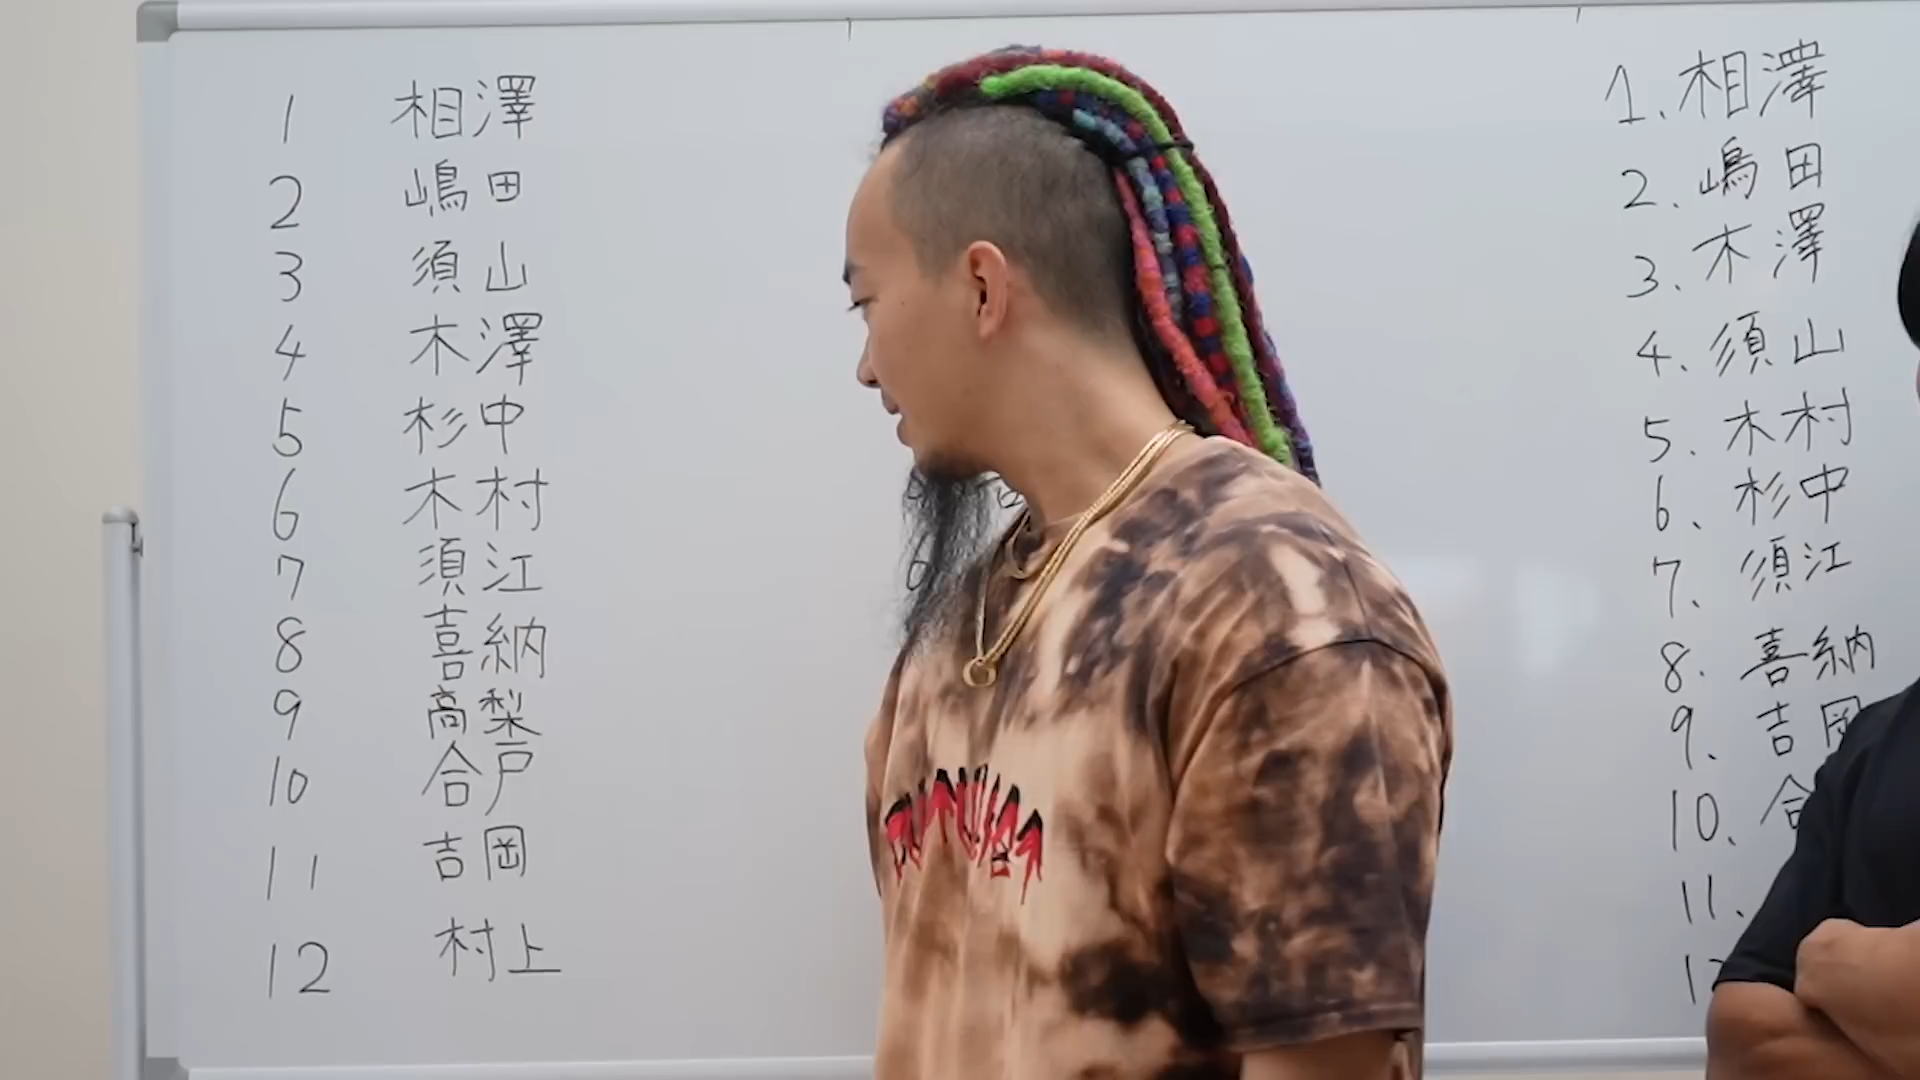 1 相澤
2 嶋田
3 須山
4 木澤
5 杉中
6 木村
7 須江
8 喜納
9 高梨
10 合戸
11 吉岡
12 村上
1. 相澤
2. 嶋田
3. 木澤
4. 須山
5. 木村
6. 杉中
7. 須江
8. 喜納
9. 吉岡
10. 合
11.